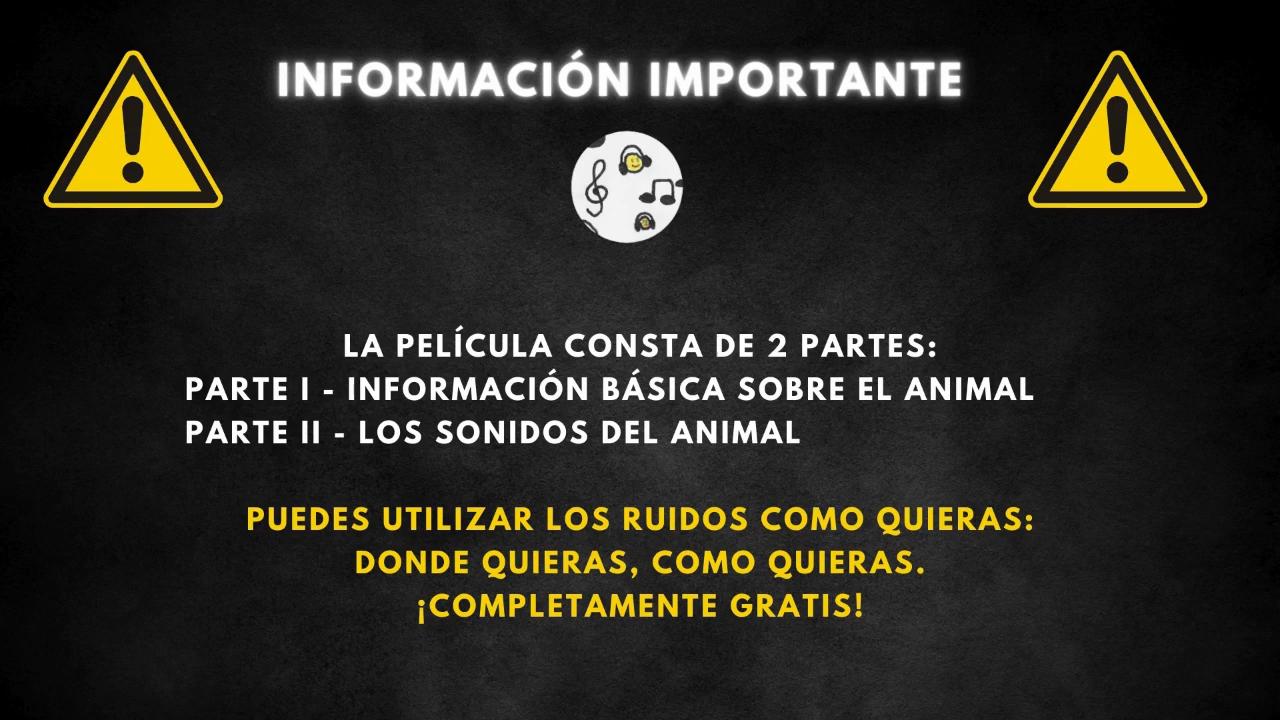 INFORMACIÓN IMPORTANTE
LA PELÍCULA CONSTA DE 2 PARTES:
PARTE I - INFORMACIÓN BÁSICA SOBRE EL ANIMAL
PARTE II - LOS SONIDOS DEL ANIMAL
PUEDES UTILIZAR LOS RUIDOS COMO QUIERAS:
DONDE QUIERAS, COMO QUIERAS.
¡COMPLETAMENTE GRATIS!